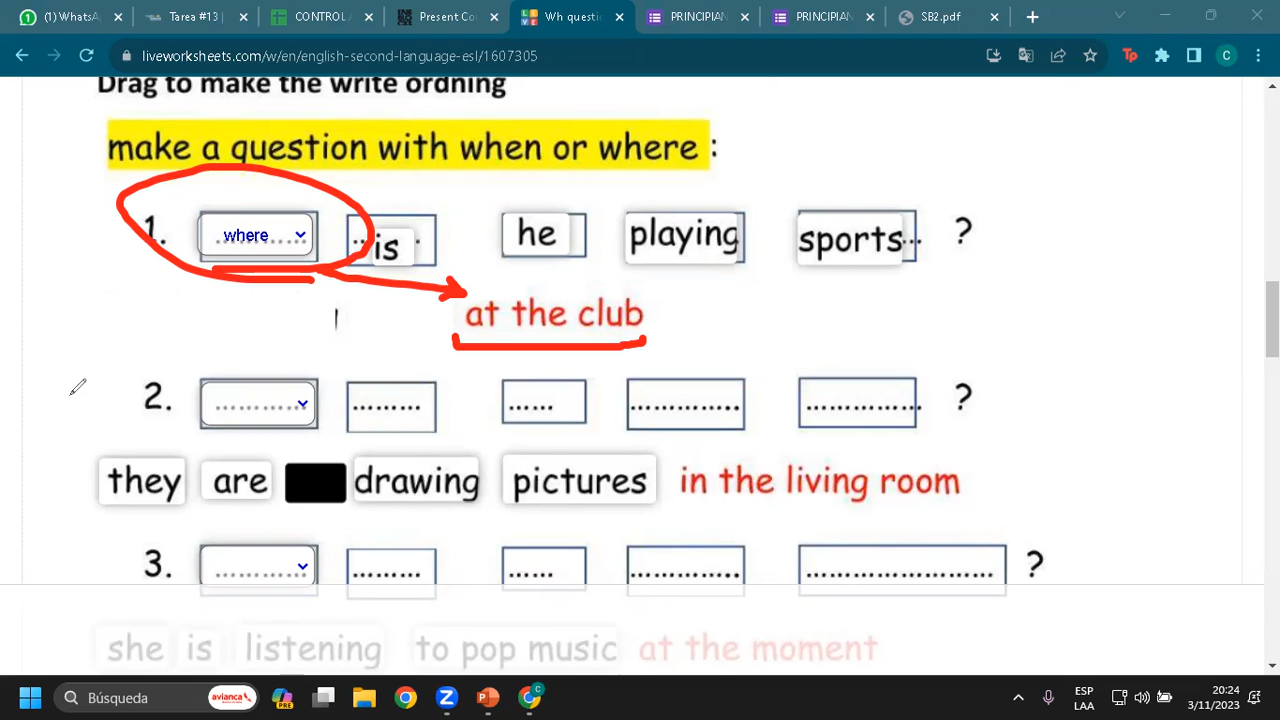 (1) WhatsA
Tarea #13 |
CONTROL A
Present Co
Wh questi
PRINCIPIAN
PRINCIPIAN
SB2.pdf
liveworksheets.com/w/en/english-second-language-esl/1607305
Drag to make the write ordning
make a question with when or where :
1. where is he playing sports ... ?
at the club
2. ………… ……… …… ………….. ………….. ?
they are drawing pictures in the living room
3. ………… ……… …… ………….. …………………… ?
she is listening to pop music at the moment
Búsqueda
avianca
PRE
ESP
LAA
20:24
3/11/2023